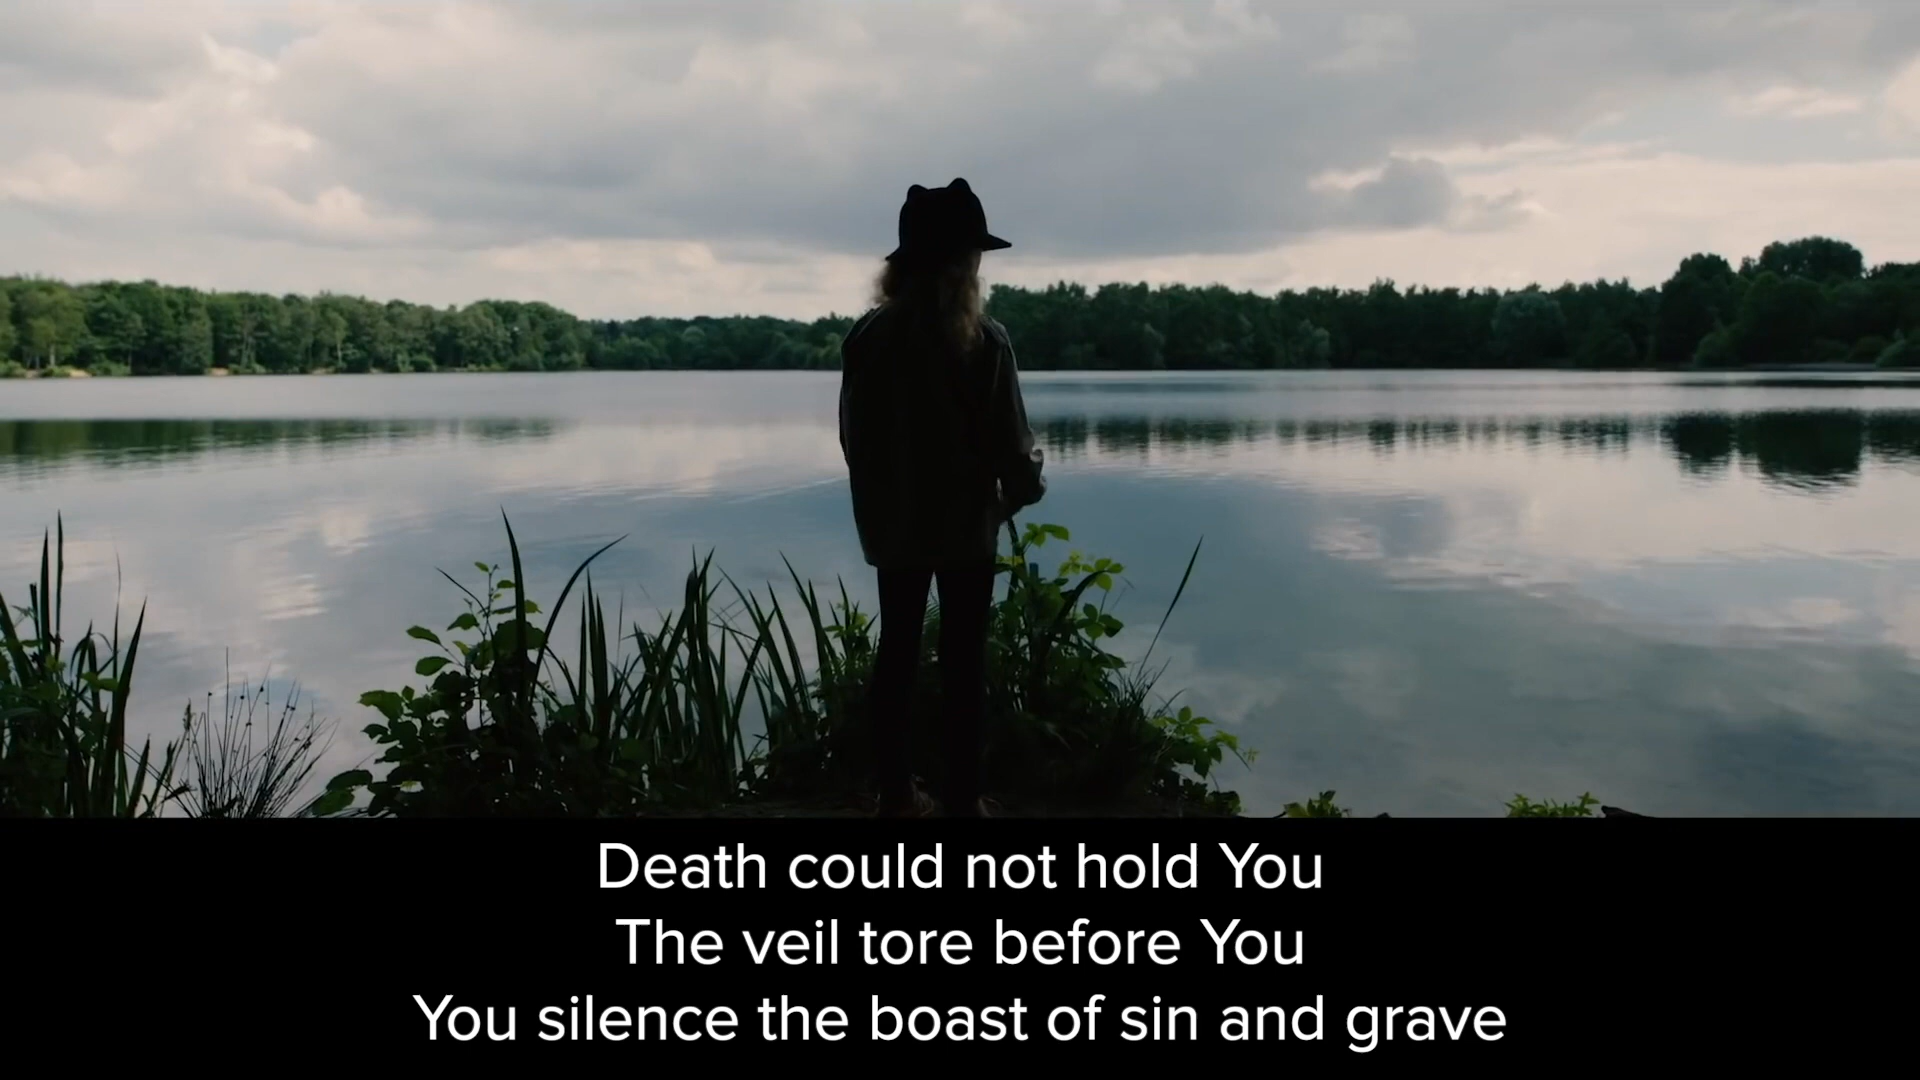 Death could not hold You
The veil tore before You
You silence the boast of sin and grave